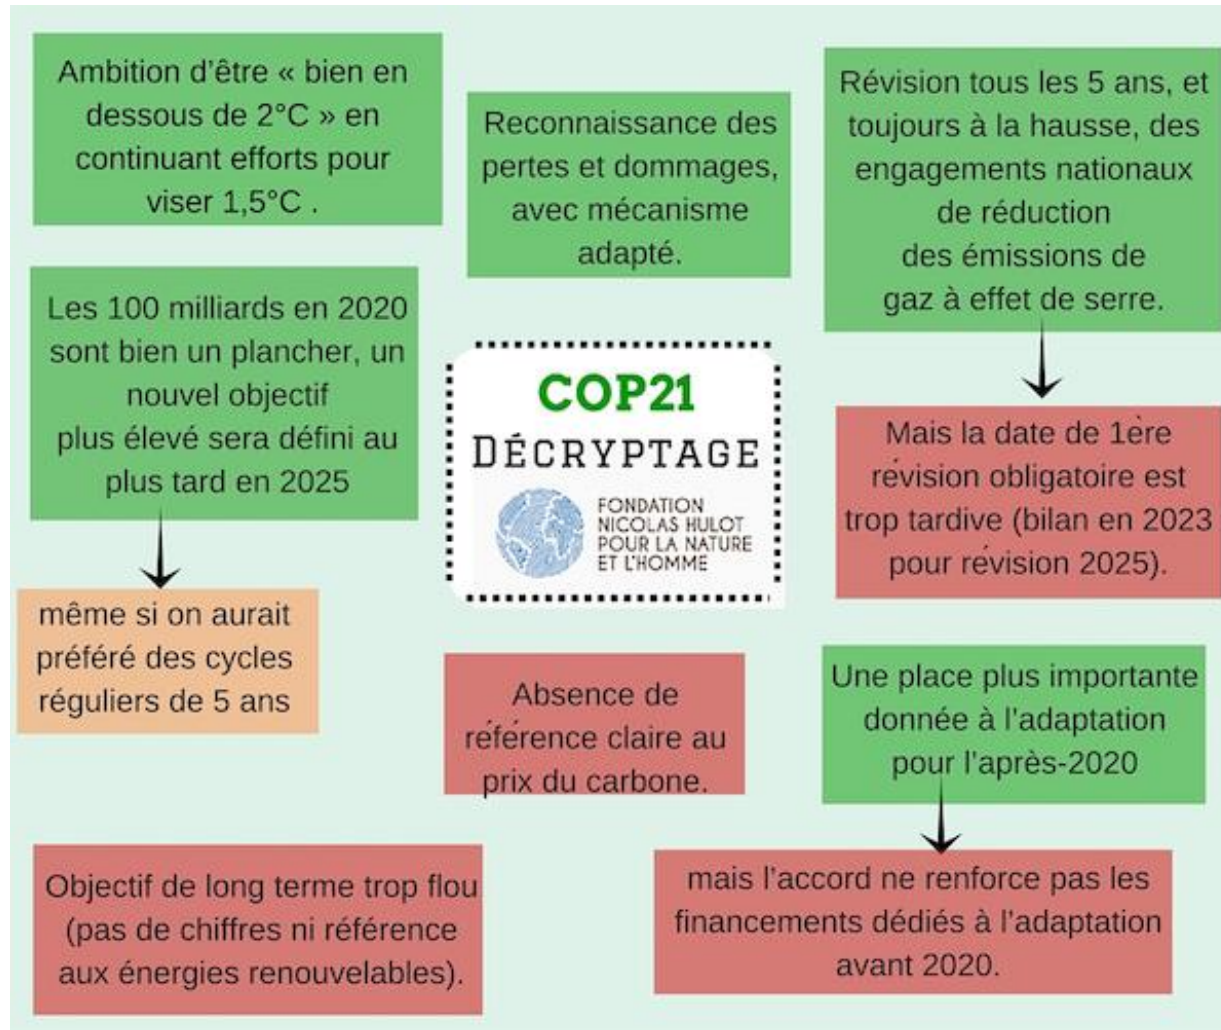 Ambition d’être « bien en
dessous de 2°C » en
continuant efforts pour
viser 1,5°C .
Reconnaissance des
pertes et dommages,
avec mécanisme
adapté.
Révision tous les 5 ans, et
toujours à la hausse, des
engagements nationaux
de réduction
des émissions de
gaz à effet de serre.
Les 100 milliards en 2020
sont bien un plancher, un
nouvel objectif
plus élevé sera défini au
plus tard en 2025
COP21
DÉCRYPTAGE
FONDATION
NICOLAS HULOT
POUR LA NATURE
ET L'HOMME
Mais la date de 1ère
révision obligatoire est
trop tardive (bilan en 2023
pour révision 2025).
même si on aurait
préféré des cycles
réguliers de 5 ans
Absence de
référence claire au
prix du carbone.
Une place plus importante
donnée à l’adaptation
pour l’après-2020
Objectif de long terme trop flou
(pas de chiffres ni référence
aux énergies renouvelables).
mais l’accord ne renforce pas les
financements dédiés à l’adaptation
avant 2020.